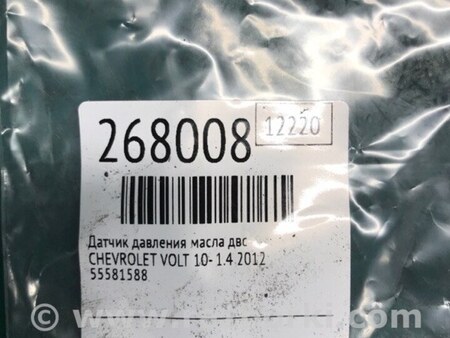 268008 12220
Датчик давления масла двс
CHEVROLET VOLT 10- 1.4 2012
55581588